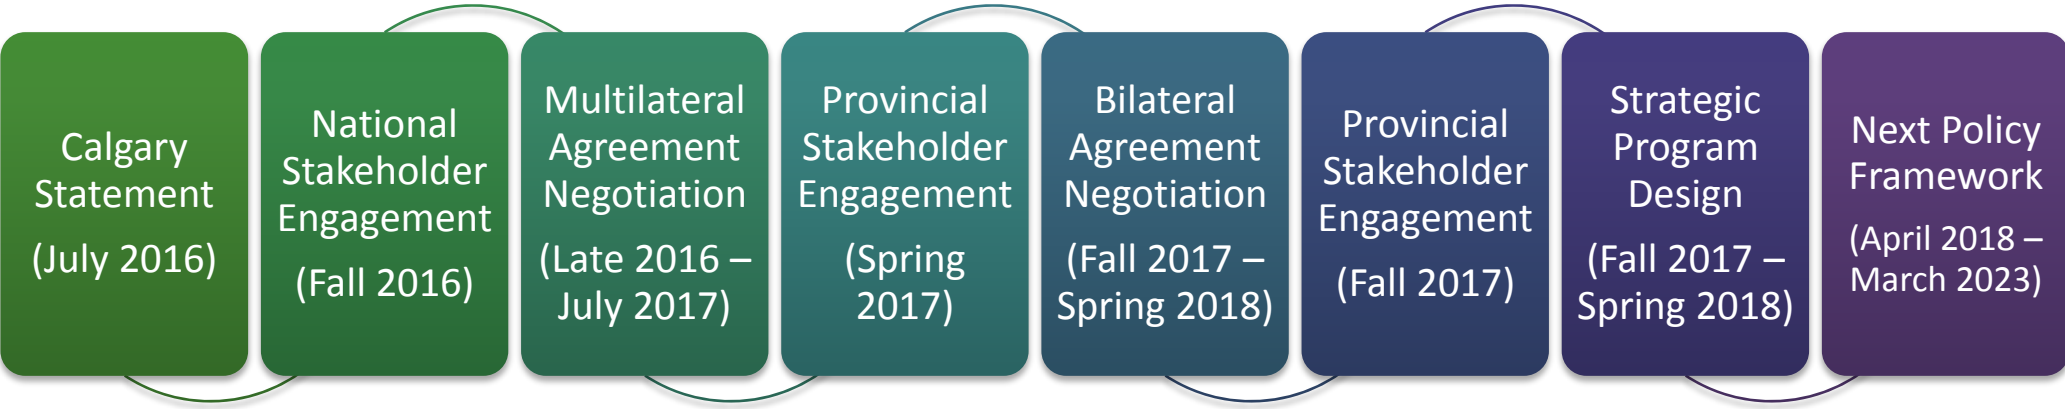 Calgary
Statement
(July 2016)
National
Stakeholder
Engagement
(Fall 2016)
Multilateral
Agreement
Negotiation
(Late 2016 –
July 2017)
Provincial
Stakeholder
Engagement
(Spring
2017)
Bilateral
Agreement
Negotiation
(Fall 2017 –
Spring 2018)
Provincial
Stakeholder
Engagement
(Fall 2017)
Strategic
Program
Design
(Fall 2017 –
Spring 2018)
Next Policy
Framework
(April 2018 –
March 2023)